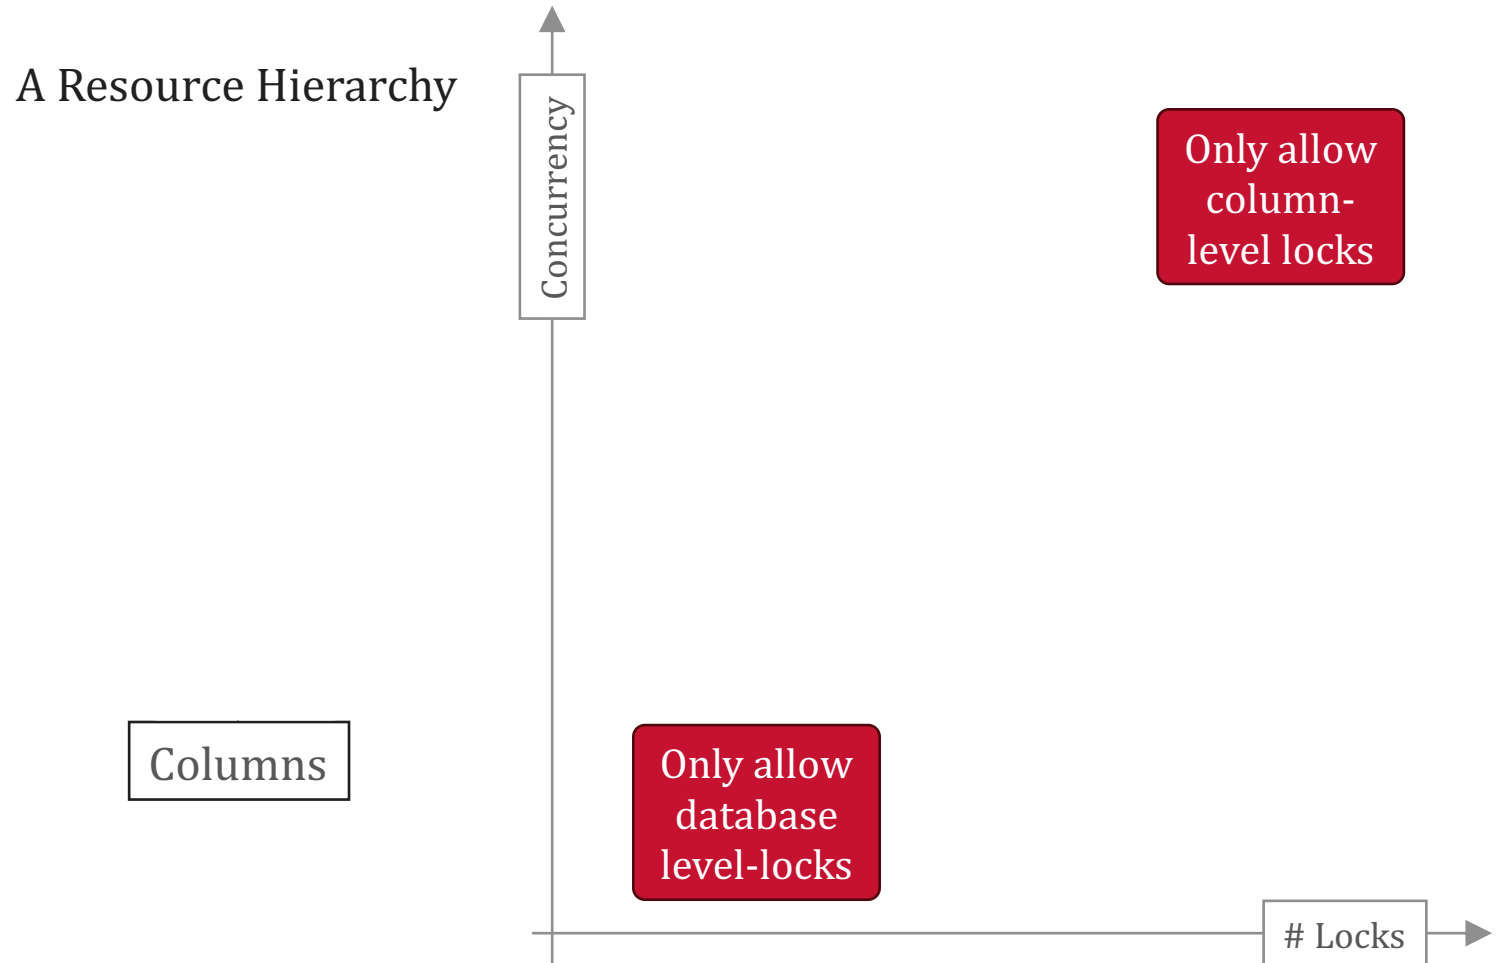 A Resource Hierarchy
Concurrency
Only allow
column-
level locks
Columns
Only allow
database
level-locks
# Locks